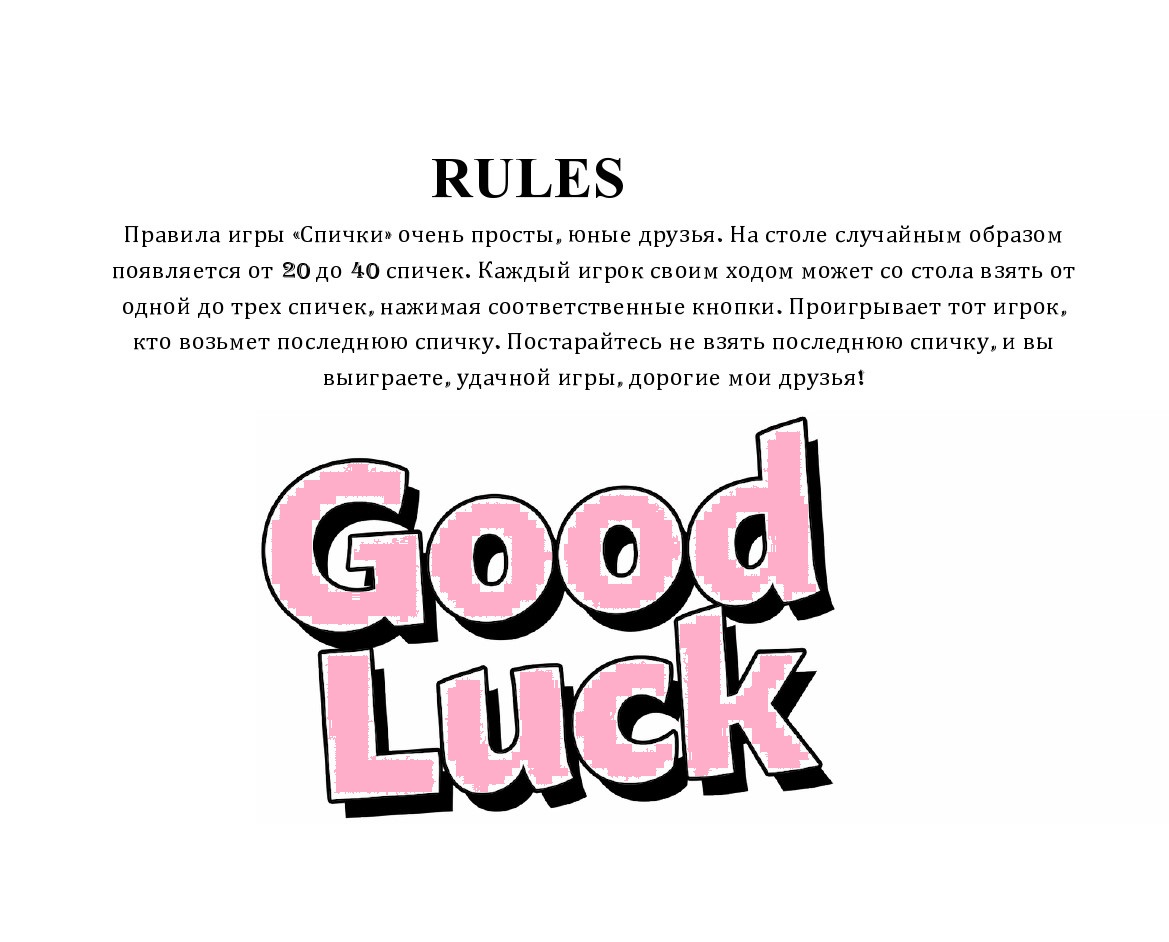 RULES
Правила игры «Спички» очень просты, юные друзья. На столе случайным образом
появляется от 20 до 40 спичек. Каждый игрок своим ходом может со стола взять от
одной до трех спичек, нажимая соответственные кнопки. Проигрывает тот игрок,
кто возьмет последнюю спичку. Постарайтесь не взять последнюю спичку, и вы
выиграете, удачной игры, дорогие мои друзья!
Good
Luck